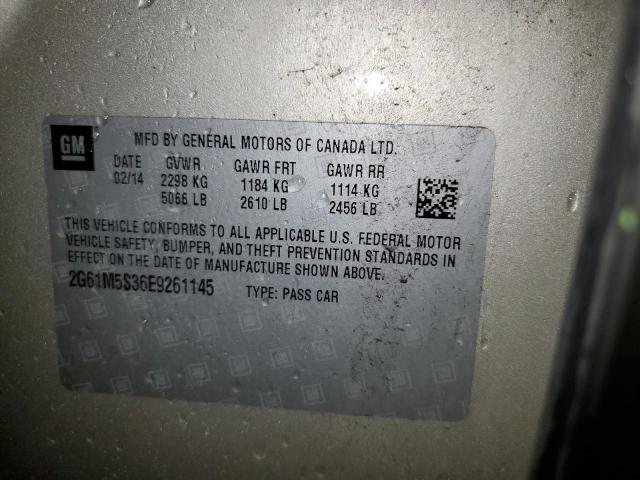 GM
MFD BY GENERAL MOTORS OF CANADA LTD.
DATE GVWR GAWR FRT GAWR RR
02/14 2298 KG 1184 KG 1114 KG
5066 LB 2610 LB 2456 LB
THIS VEHICLE CONFORMS TO ALL APPLICABLE U.S. FEDERAL MOTOR
VEHICLE SAFETY, BUMPER, AND THEFT PREVENTION STANDARDS IN
EFFECT ON THE DATE OF MANUFACTURE SHOWN ABOVE.
2G61M5S36E9261145 TYPE: PASS CAR